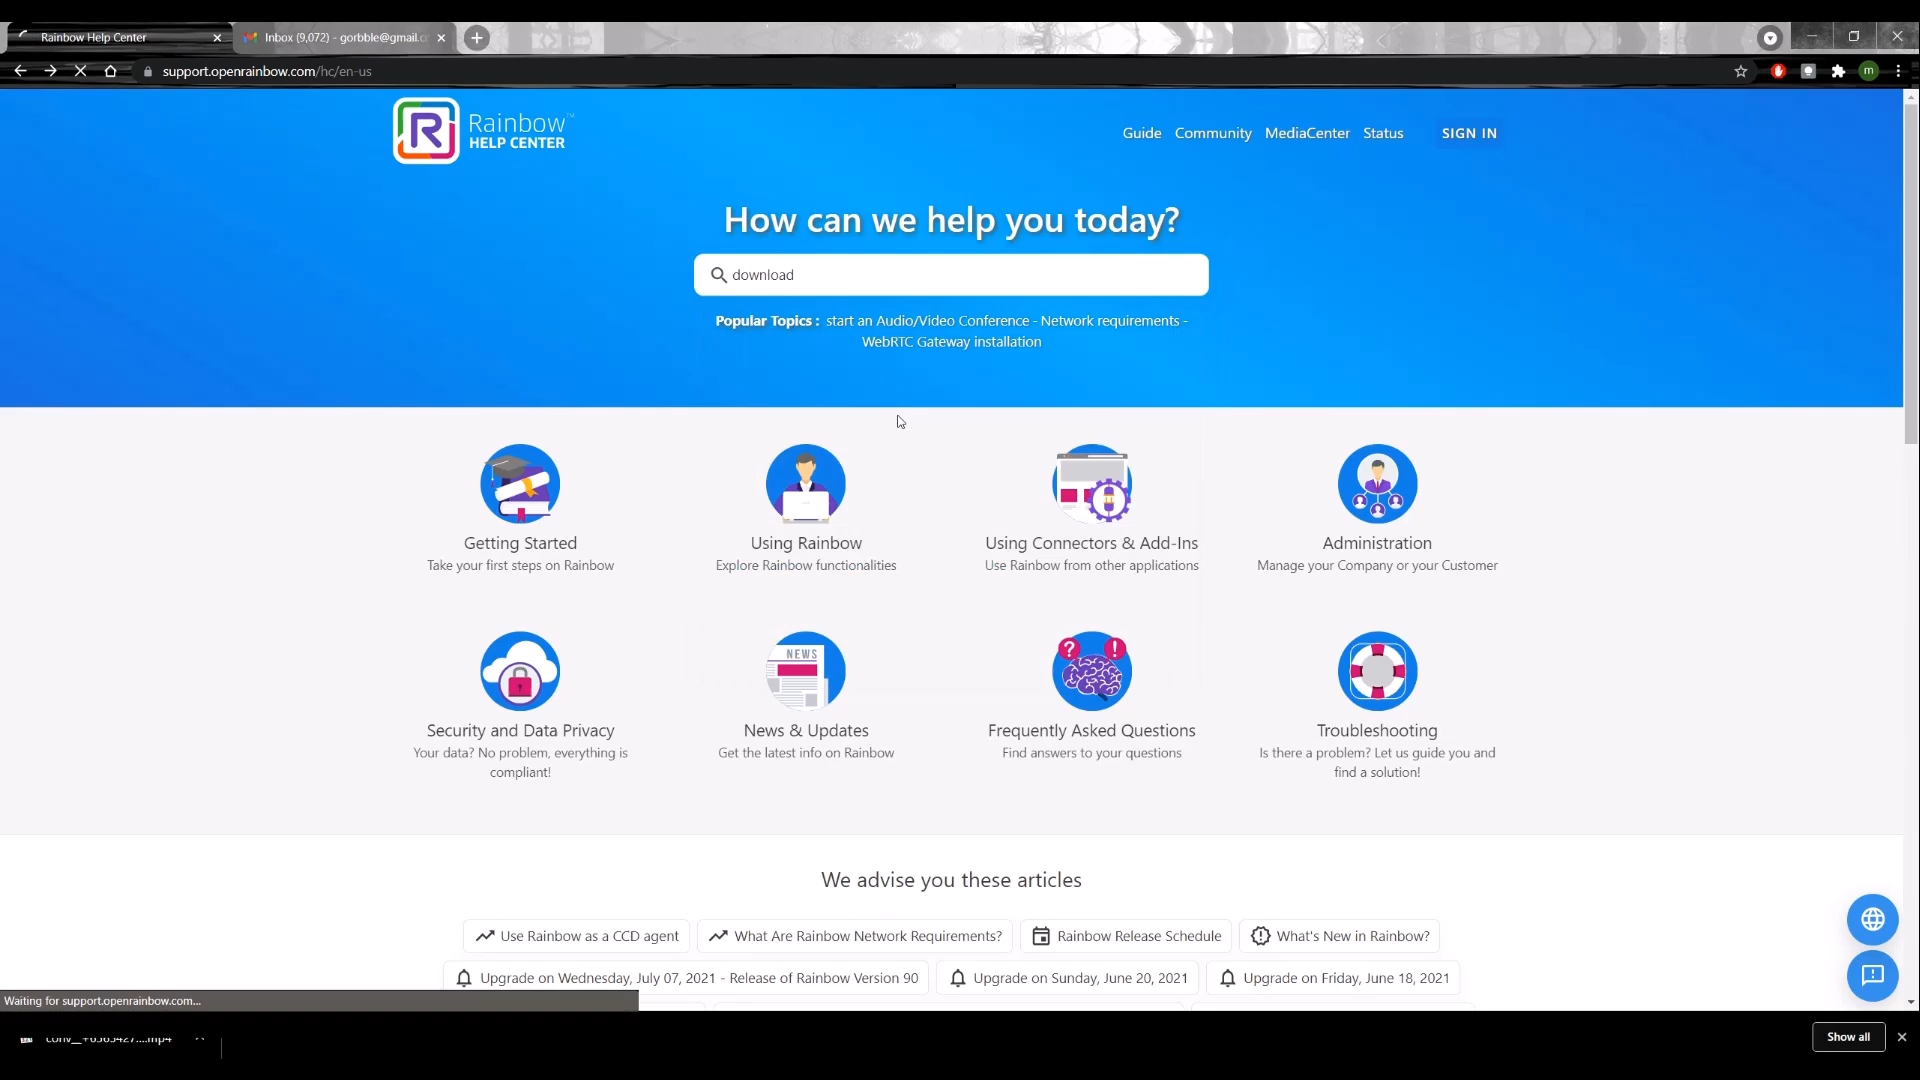 Rainbow Help Center
Inbox (9,072) - gorbble@gmail.c
support.openrainbow.com/hc/en-us
m
R
Rainbow™
HELP CENTER
Guide Community MediaCenter Status SIGN IN
How can we help you today?
download
Popular Topics : start an Audio/Video Conference - Network requirements -
WebRTC Gateway installation
Getting Started
Take your first steps on Rainbow
Using Rainbow
Explore Rainbow functionalities
Using Connectors & Add-Ins
Use Rainbow from other applications
Administration
Manage your Company or your Customer
Security and Data Privacy
Your data? No problem, everything is
compliant!
NEWS
News & Updates
Get the latest info on Rainbow
? !
Frequently Asked Questions
Find answers to your questions
Troubleshooting
Is there a problem? Let us guide you and
find a solution!
We advise you these articles
Use Rainbow as a CCD agent
What Are Rainbow Network Requirements?
Rainbow Release Schedule
What's New in Rainbow?
Upgrade on Wednesday, July 07, 2021 - Release of Rainbow Version 90
Upgrade on Sunday, June 20, 2021
Upgrade on Friday, June 18, 2021
Waiting for support.openrainbow.com...
Show all